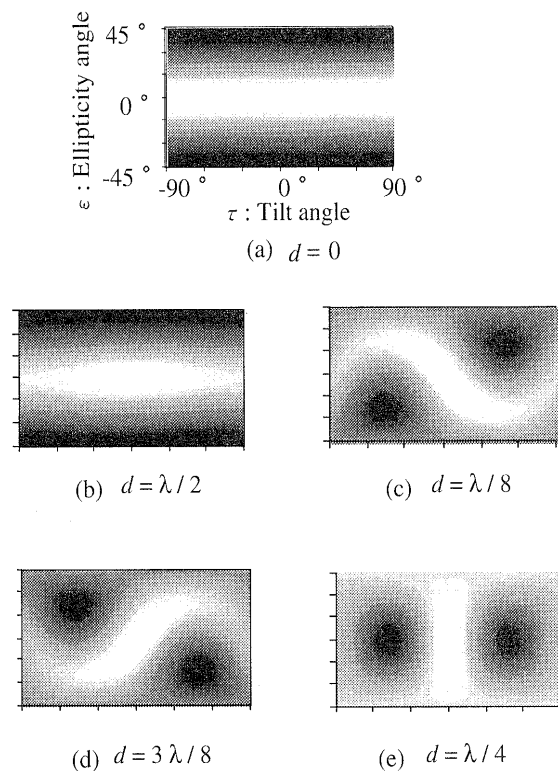 ε : Ellipticity angle
45 °
0 °
-45 °
-90 °
0 °
90 °
τ : Tilt angle
(a) d = 0
(b) d = λ / 2
(c) d = λ / 8
(d) d = 3 λ / 8
(e) d = λ / 4